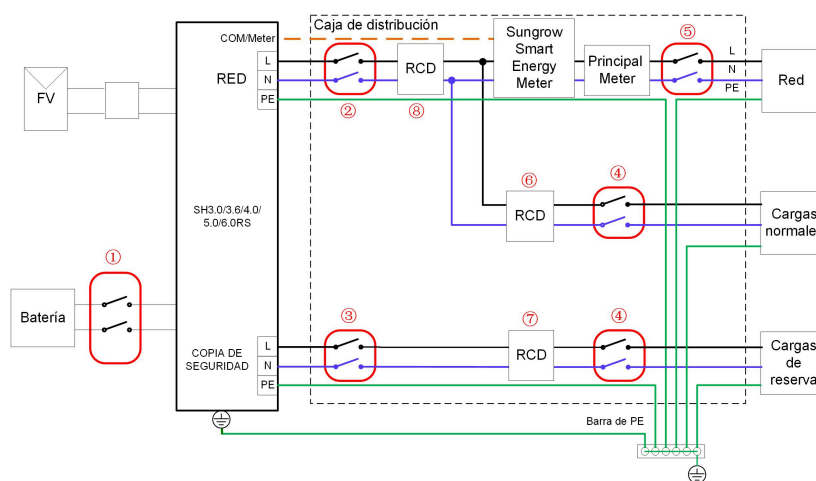 Caja de distribución
COM/Meter
L
N
PE
RED
②
RCD
⑧
Sungrow
Smart
Energy
Meter
Principal
Meter
⑤
L
N
PE
Red
FV
SH3.0/3.6/4.0/
5.0/6.0RS
⑥
RCD
④
Cargas
normale
①
Batería
COPIA DE
SEGURIDAD
L
N
PE
③
⑦
RCD
④
Cargas
de
reserva
Barra de PE